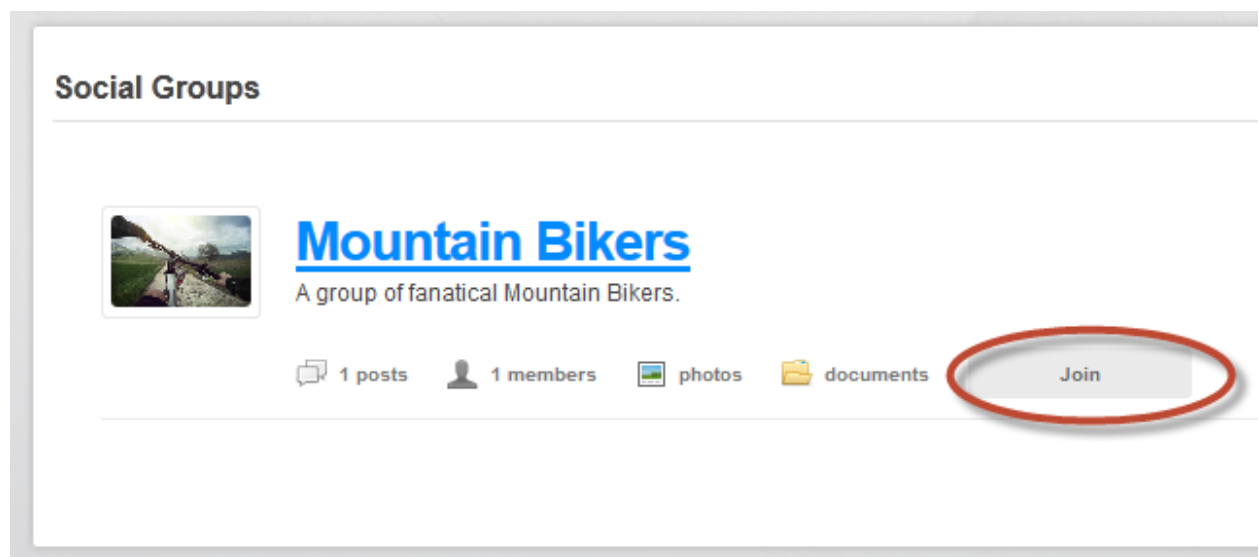 Social Groups
Mountain Bikers
A group of fanatical Mountain Bikers.
1 posts 1 members photos documents Join